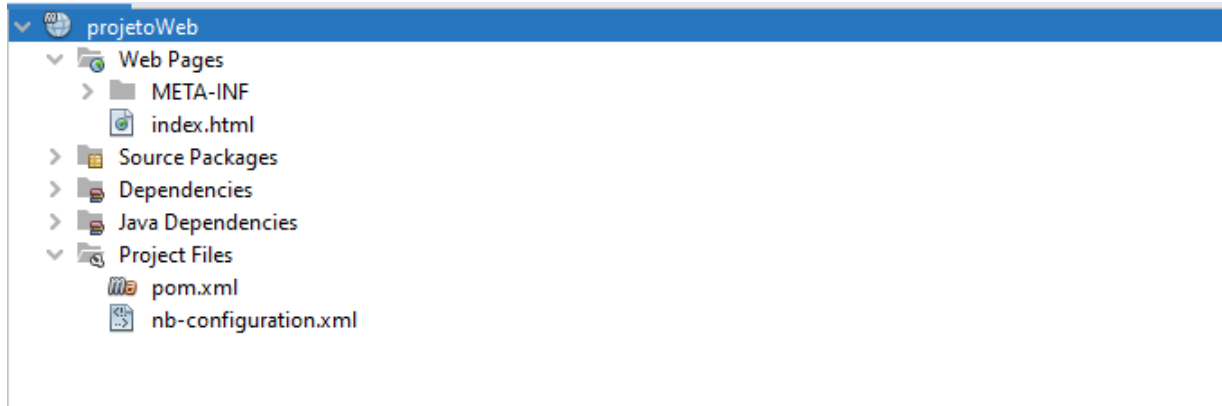 projetoWeb
Web Pages
META-INF
index.html
Source Packages
Dependencies
Java Dependencies
Project Files
pom.xml
nb-configuration.xml